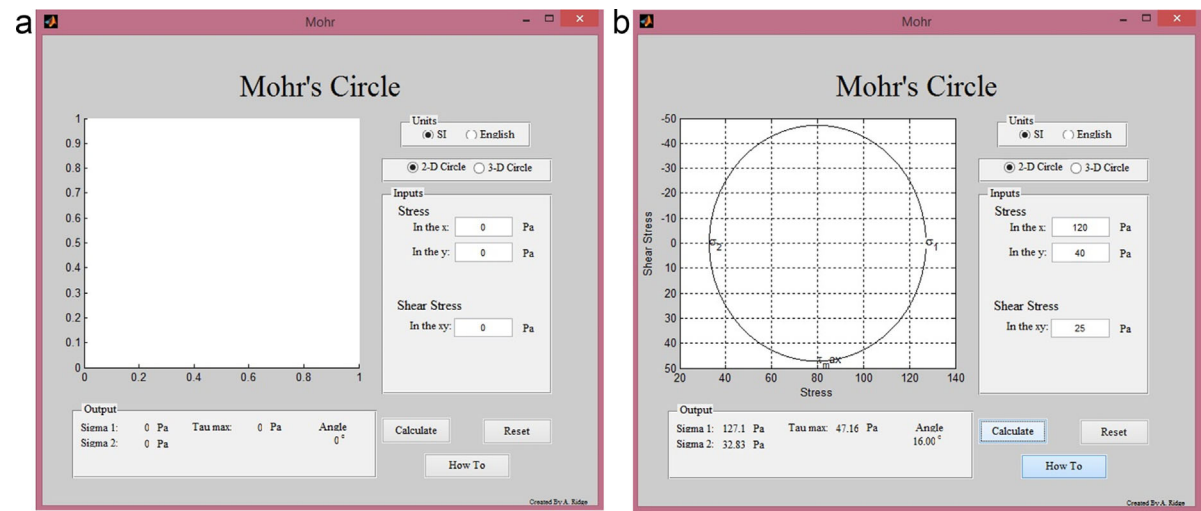 a
Mohr
Mohr's Circle
1
0.9
0.8
0.7
0.6
0.5
0.4
0.3
0.2
0.1
0
0 0.2 0.4 0.6 0.8 1
Units
SI English
2-D Circle 3-D Circle
Inputs
Stress
In the x: 0 Pa
In the y: 0 Pa
Shear Stress
In the xy: 0 Pa
Output
Sigma 1: 0 Pa Tau max: 0 Pa Angle
0°
Sigma 2: 0 Pa
Calculate Reset
How To
Created By A. Ridge
b
Mohr
Mohr's Circle
-50
-40
-30
-20
-10
0
10
20
30
40
50
Shear Stress
σ2 σ1
τmax
20 40 60 80 100 120 140
Stress
Units
SI English
2-D Circle 3-D Circle
Inputs
Stress
In the x: 120 Pa
In the y: 40 Pa
Shear Stress
In the xy: 25 Pa
Output
Sigma 1: 127.1 Pa Tau max: 47.16 Pa Angle
16.00°
Sigma 2: 32.83 Pa
Calculate Reset
How To
Created By A. Ridge